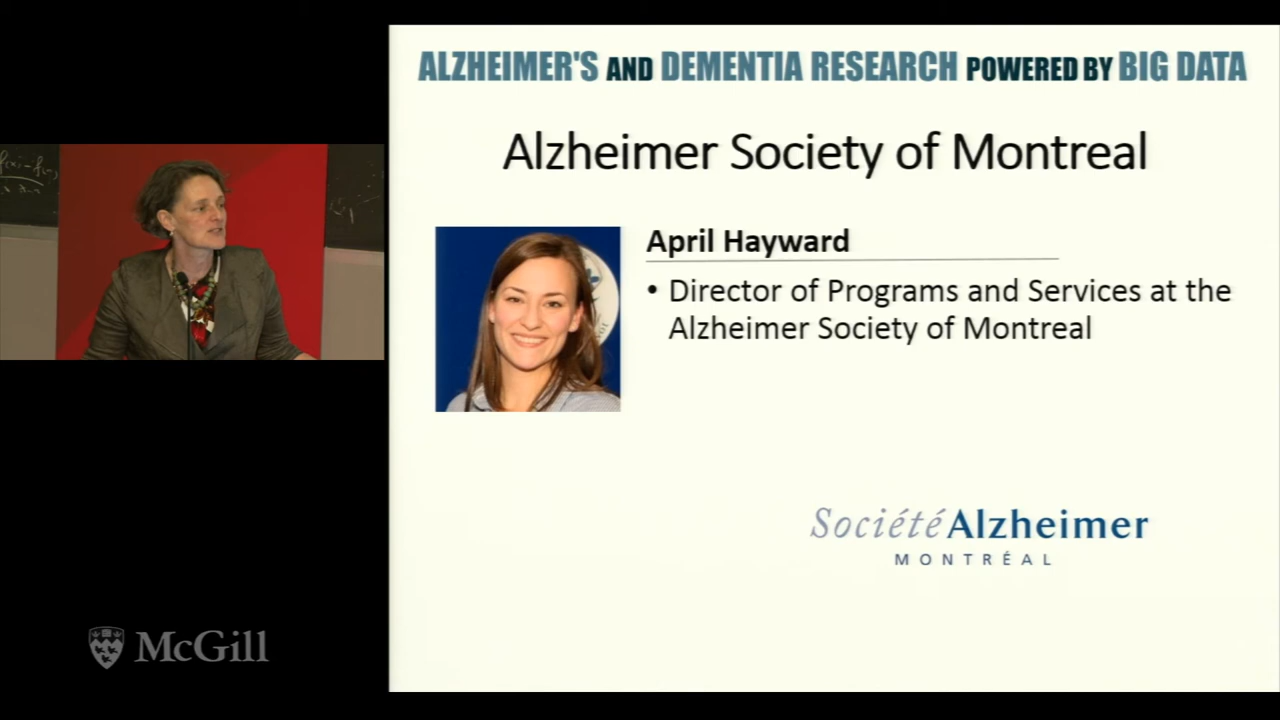 ALZHEIMER'S AND DEMENTIA RESEARCH POWERED BY BIG DATA
Alzheimer Society of Montreal
April Hayward
• Director of Programs and Services at the
Alzheimer Society of Montreal
Société Alzheimer
MONTRÉAL
McGill